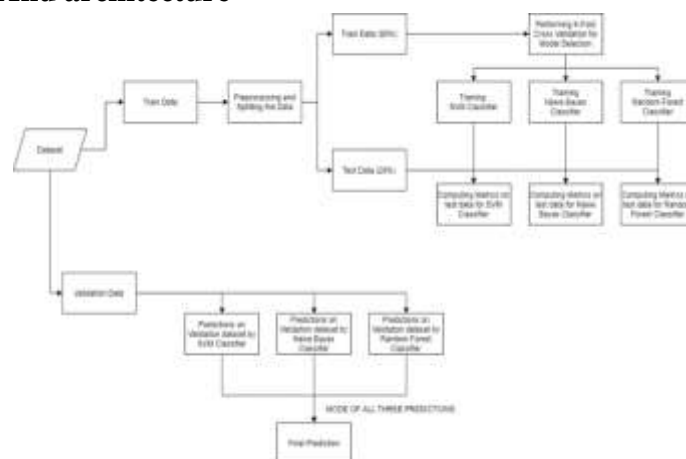 architecture
Train Data (80%)
Performing K-Fold
Cross Validation for
Model Selection
Train Data
Preprocessing and
Splitting the Data
Training
SVM Classifier
Training
Naive Bayes
Classifier
Training
Random Forest
Classifier
Dataset
Test Data (20%)
Computing Metrics on
test data for SVM
Classifier
Computing Metrics on
test data for Naive
Bayes Classifier
Computing Metrics on
test data for Random
Forest Classifier
Validation Data
Predictions on
Validation dataset by
SVM Classifier
Predictions on
Validation dataset by
Naive Bayes
Classifier
Predictions on
Validation dataset by
Random Forest
Classifier
MODE OF ALL THREE PREDICTIONS
Final Prediction